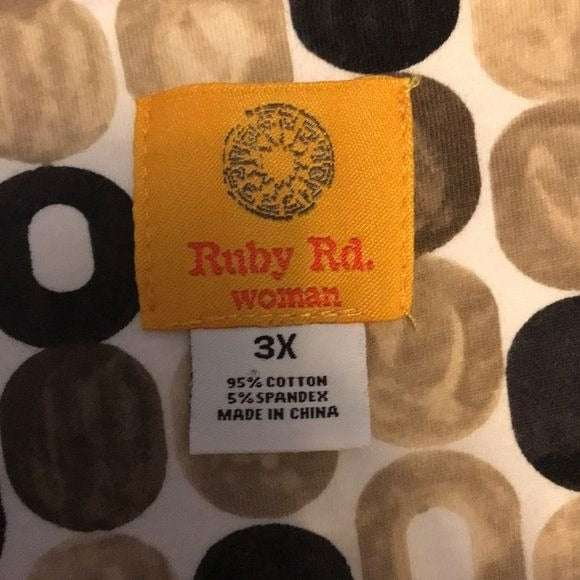 Ruby Rd.
woman
3X
95% COTTON
5% SPANDEX
MADE IN CHINA